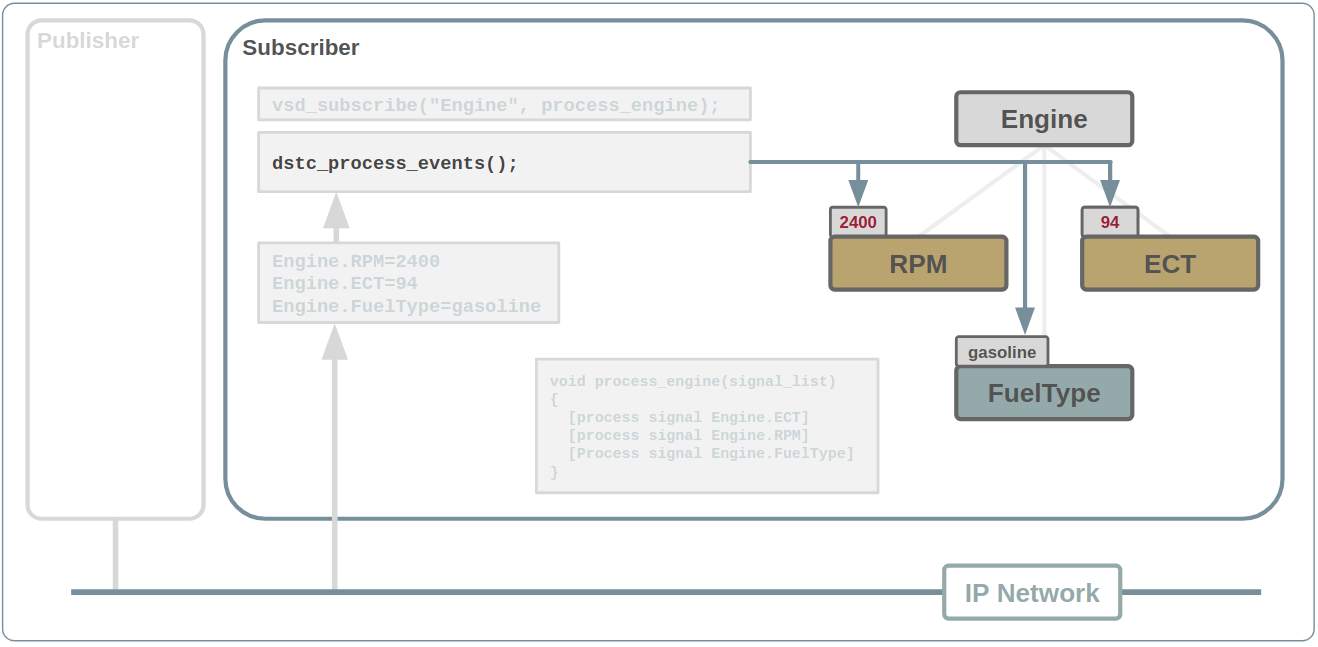 Publisher
Subscriber
vsd_subscribe("Engine", process_engine);
dstc_process_events();
Engine.RPM=2400
Engine.ECT=94
Engine.FuelType=gasoline
Engine
2400
RPM
94
ECT
gasoline
FuelType
void process_engine(signal_list)
{
[process signal Engine.ECT]
[process signal Engine.RPM]
[Process signal Engine.FuelType]
}
IP Network